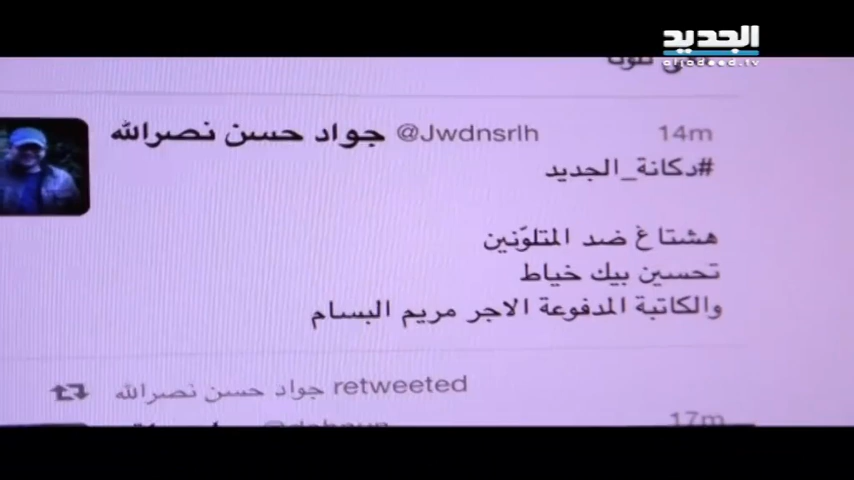 الجديد
aljadeed.tv
جواد حسن نصرالله @Jwdnsrlh 14m
#دكانة_الجديد
هشتاغ ضد المتلوّنين
تحسين بيك خياط
والكاتبة المدفوعة الاجر مريم البسام
جواد حسن نصرالله retweeted
17m